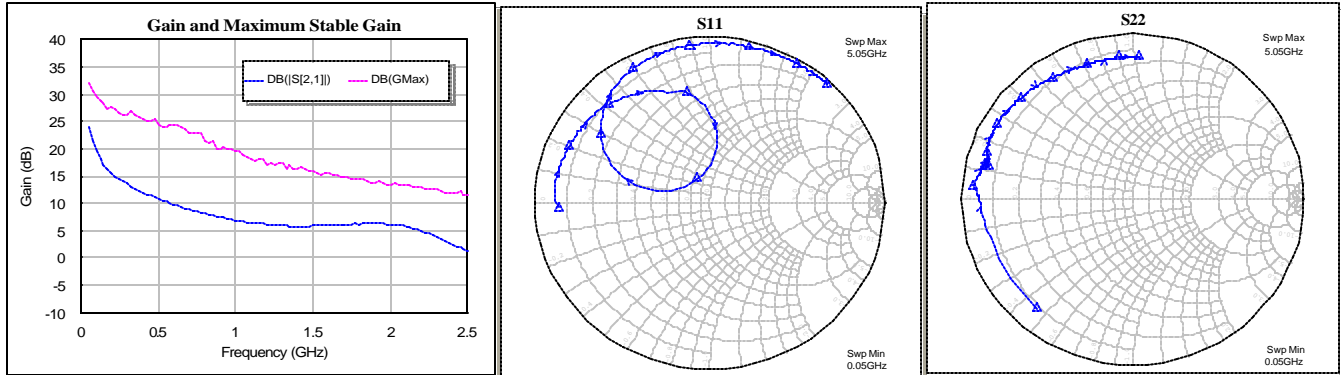 Gain and Maximum Stable Gain
40
35
30
25
20
15
10
5
0
-5
-10
Gain (dB)
DB(|S[2,1]|)
DB(GMax)
0
0.5
1
1.5
2
2.5
Frequency (GHz)
S11
Swp Max
5.05GHz
Swp Min
0.05GHz
S22
Swp Max
5.05GHz
Swp Min
0.05GHz